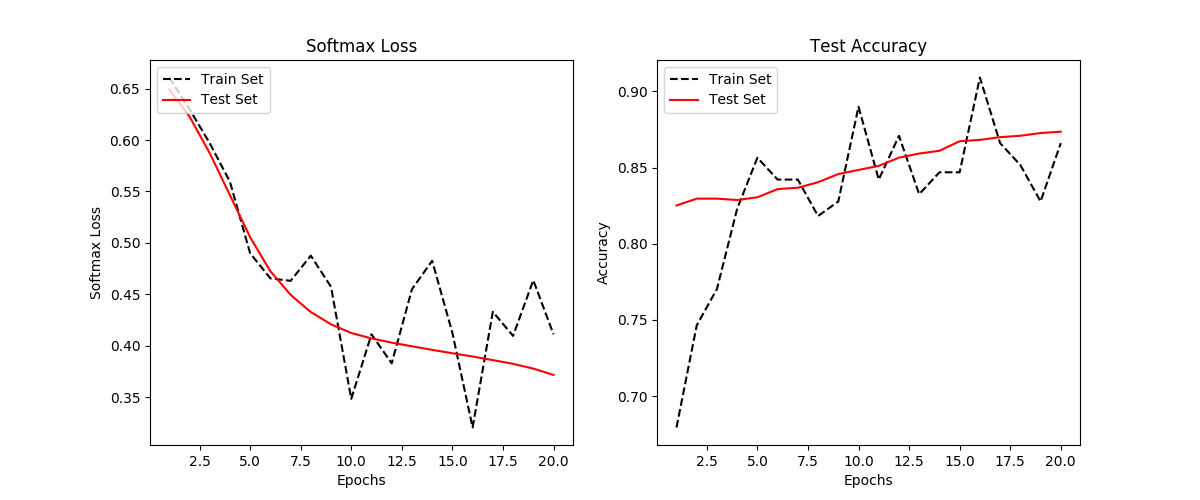 Softmax Loss
Train Set
Test Set
0.65
0.60
0.55
0.50
0.45
0.40
0.35
Softmax Loss
2.5 5.0 7.5 10.0 12.5 15.0 17.5 20.0
Epochs
Test Accuracy
Train Set
Test Set
0.90
0.85
0.80
0.75
0.70
Accuracy
2.5 5.0 7.5 10.0 12.5 15.0 17.5 20.0
Epochs